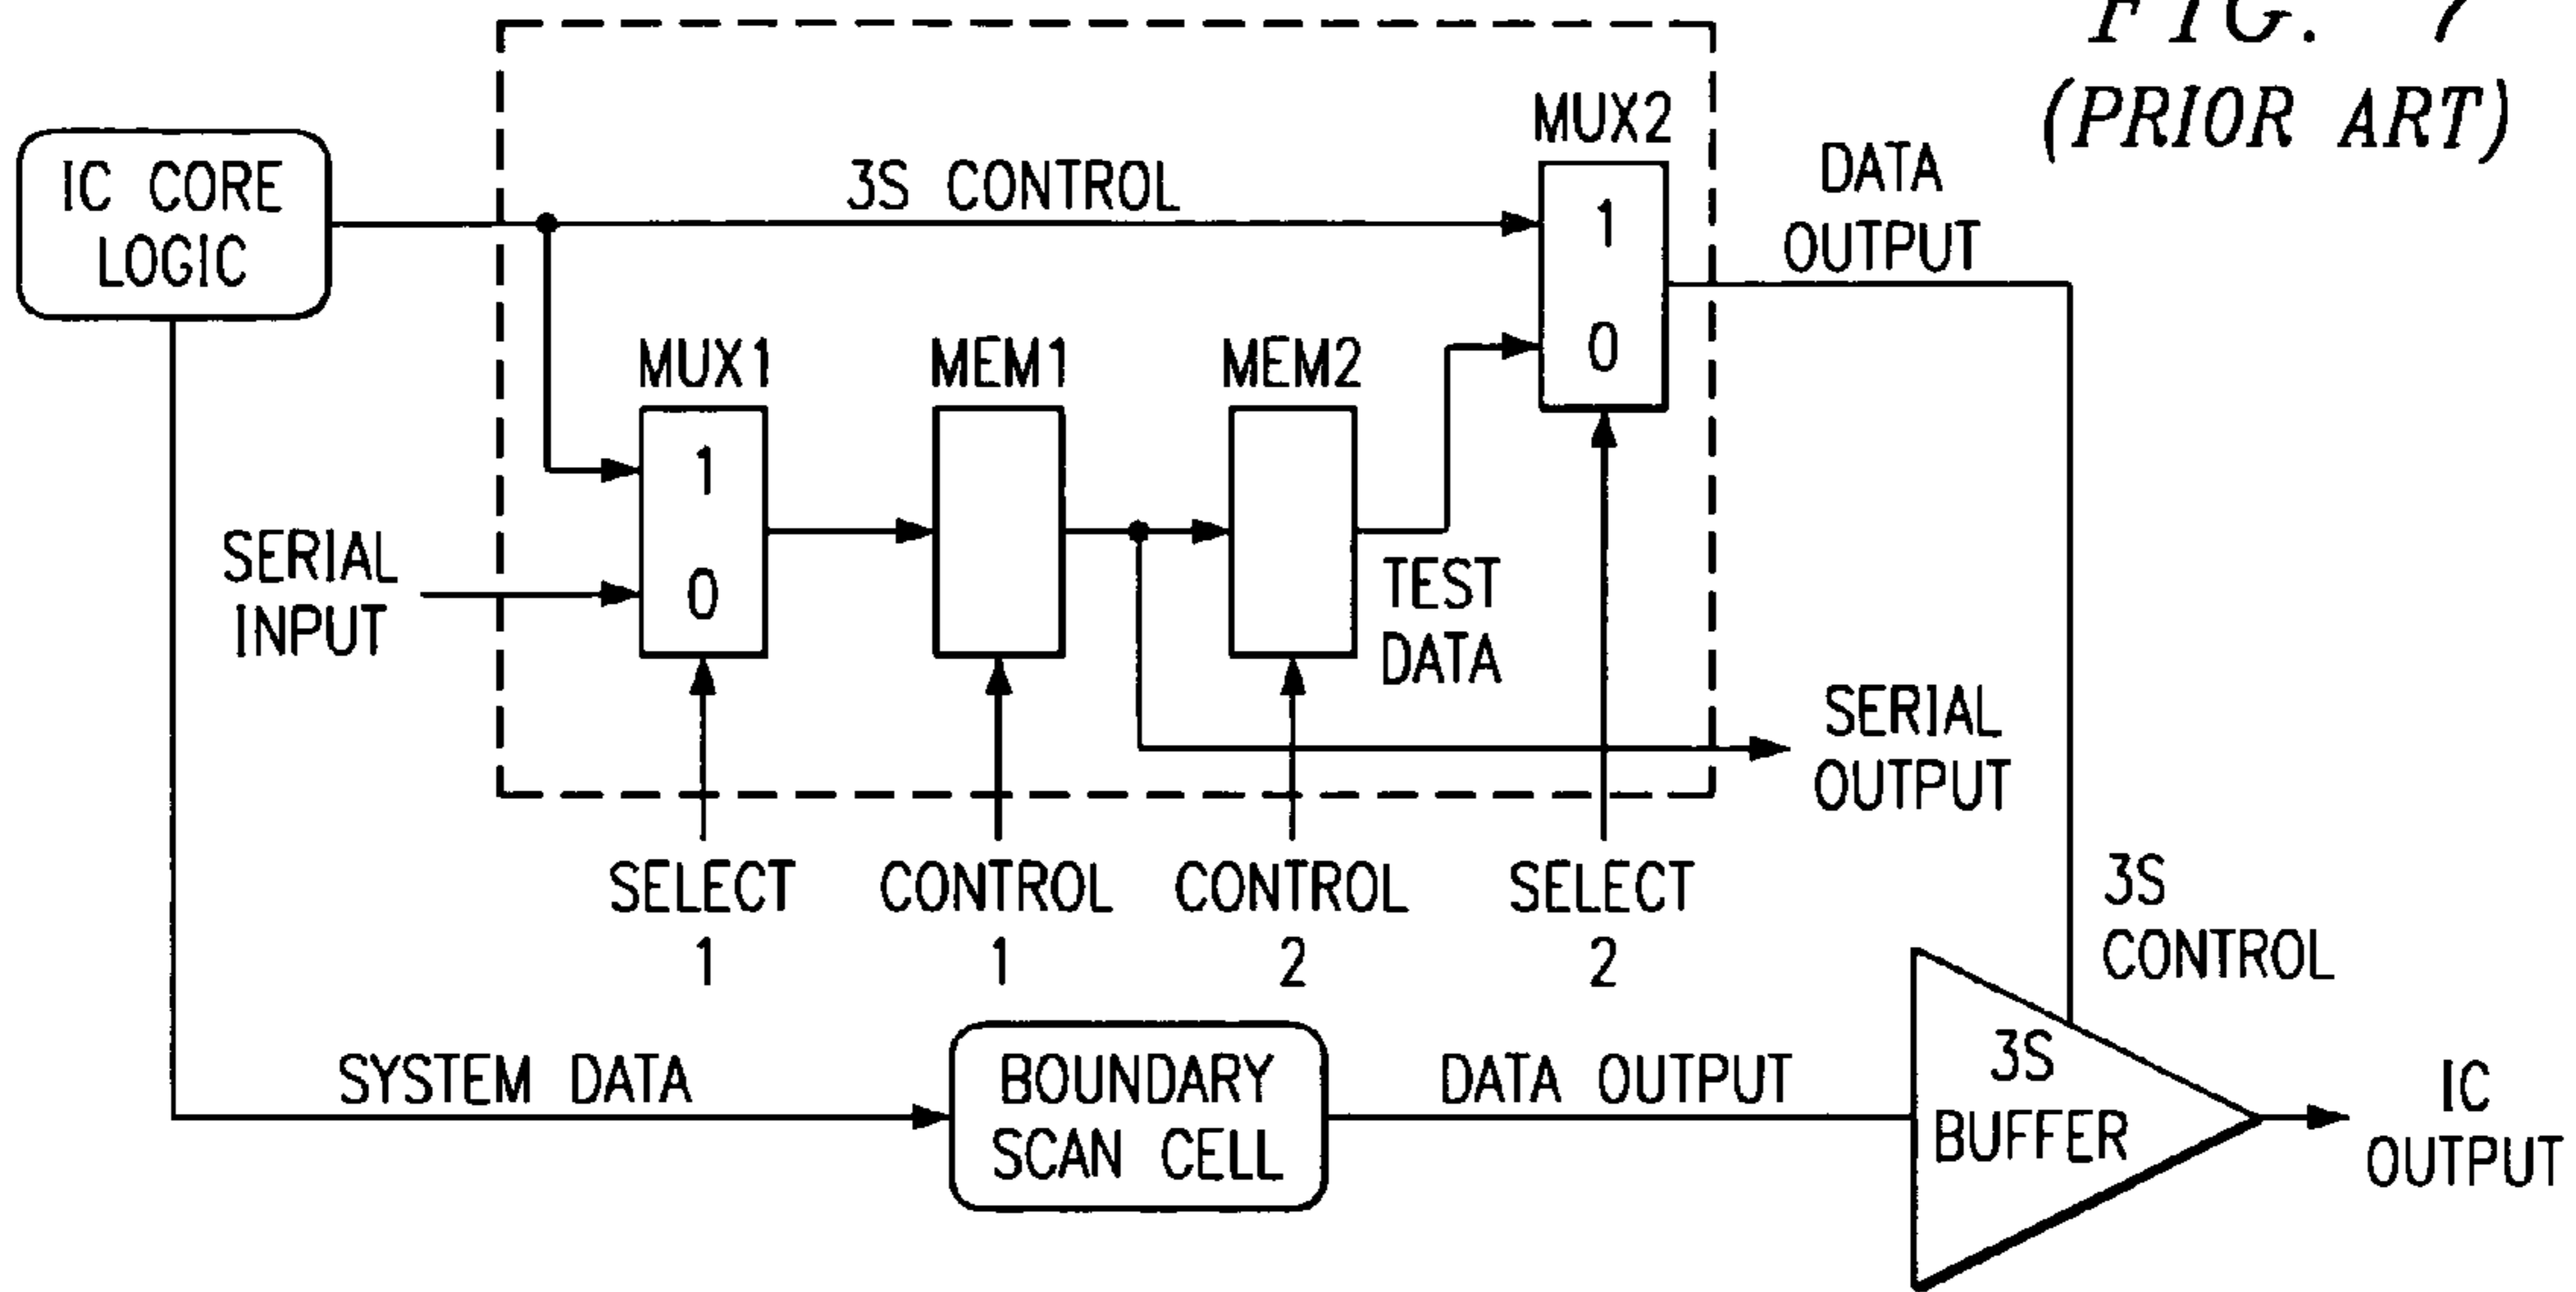 FIG. 7
(PRIOR ART)
IC CORE
LOGIC
3S CONTROL
MUX2
1
0
DATA
OUTPUT
MUX1
1
0
MEM1
MEM2
SERIAL
INPUT
TEST
DATA
SERIAL
OUTPUT
SELECT
1
CONTROL
1
CONTROL
2
SELECT
2
3S
CONTROL
SYSTEM DATA
BOUNDARY
SCAN CELL
DATA OUTPUT
3S
BUFFER
IC
OUTPUT